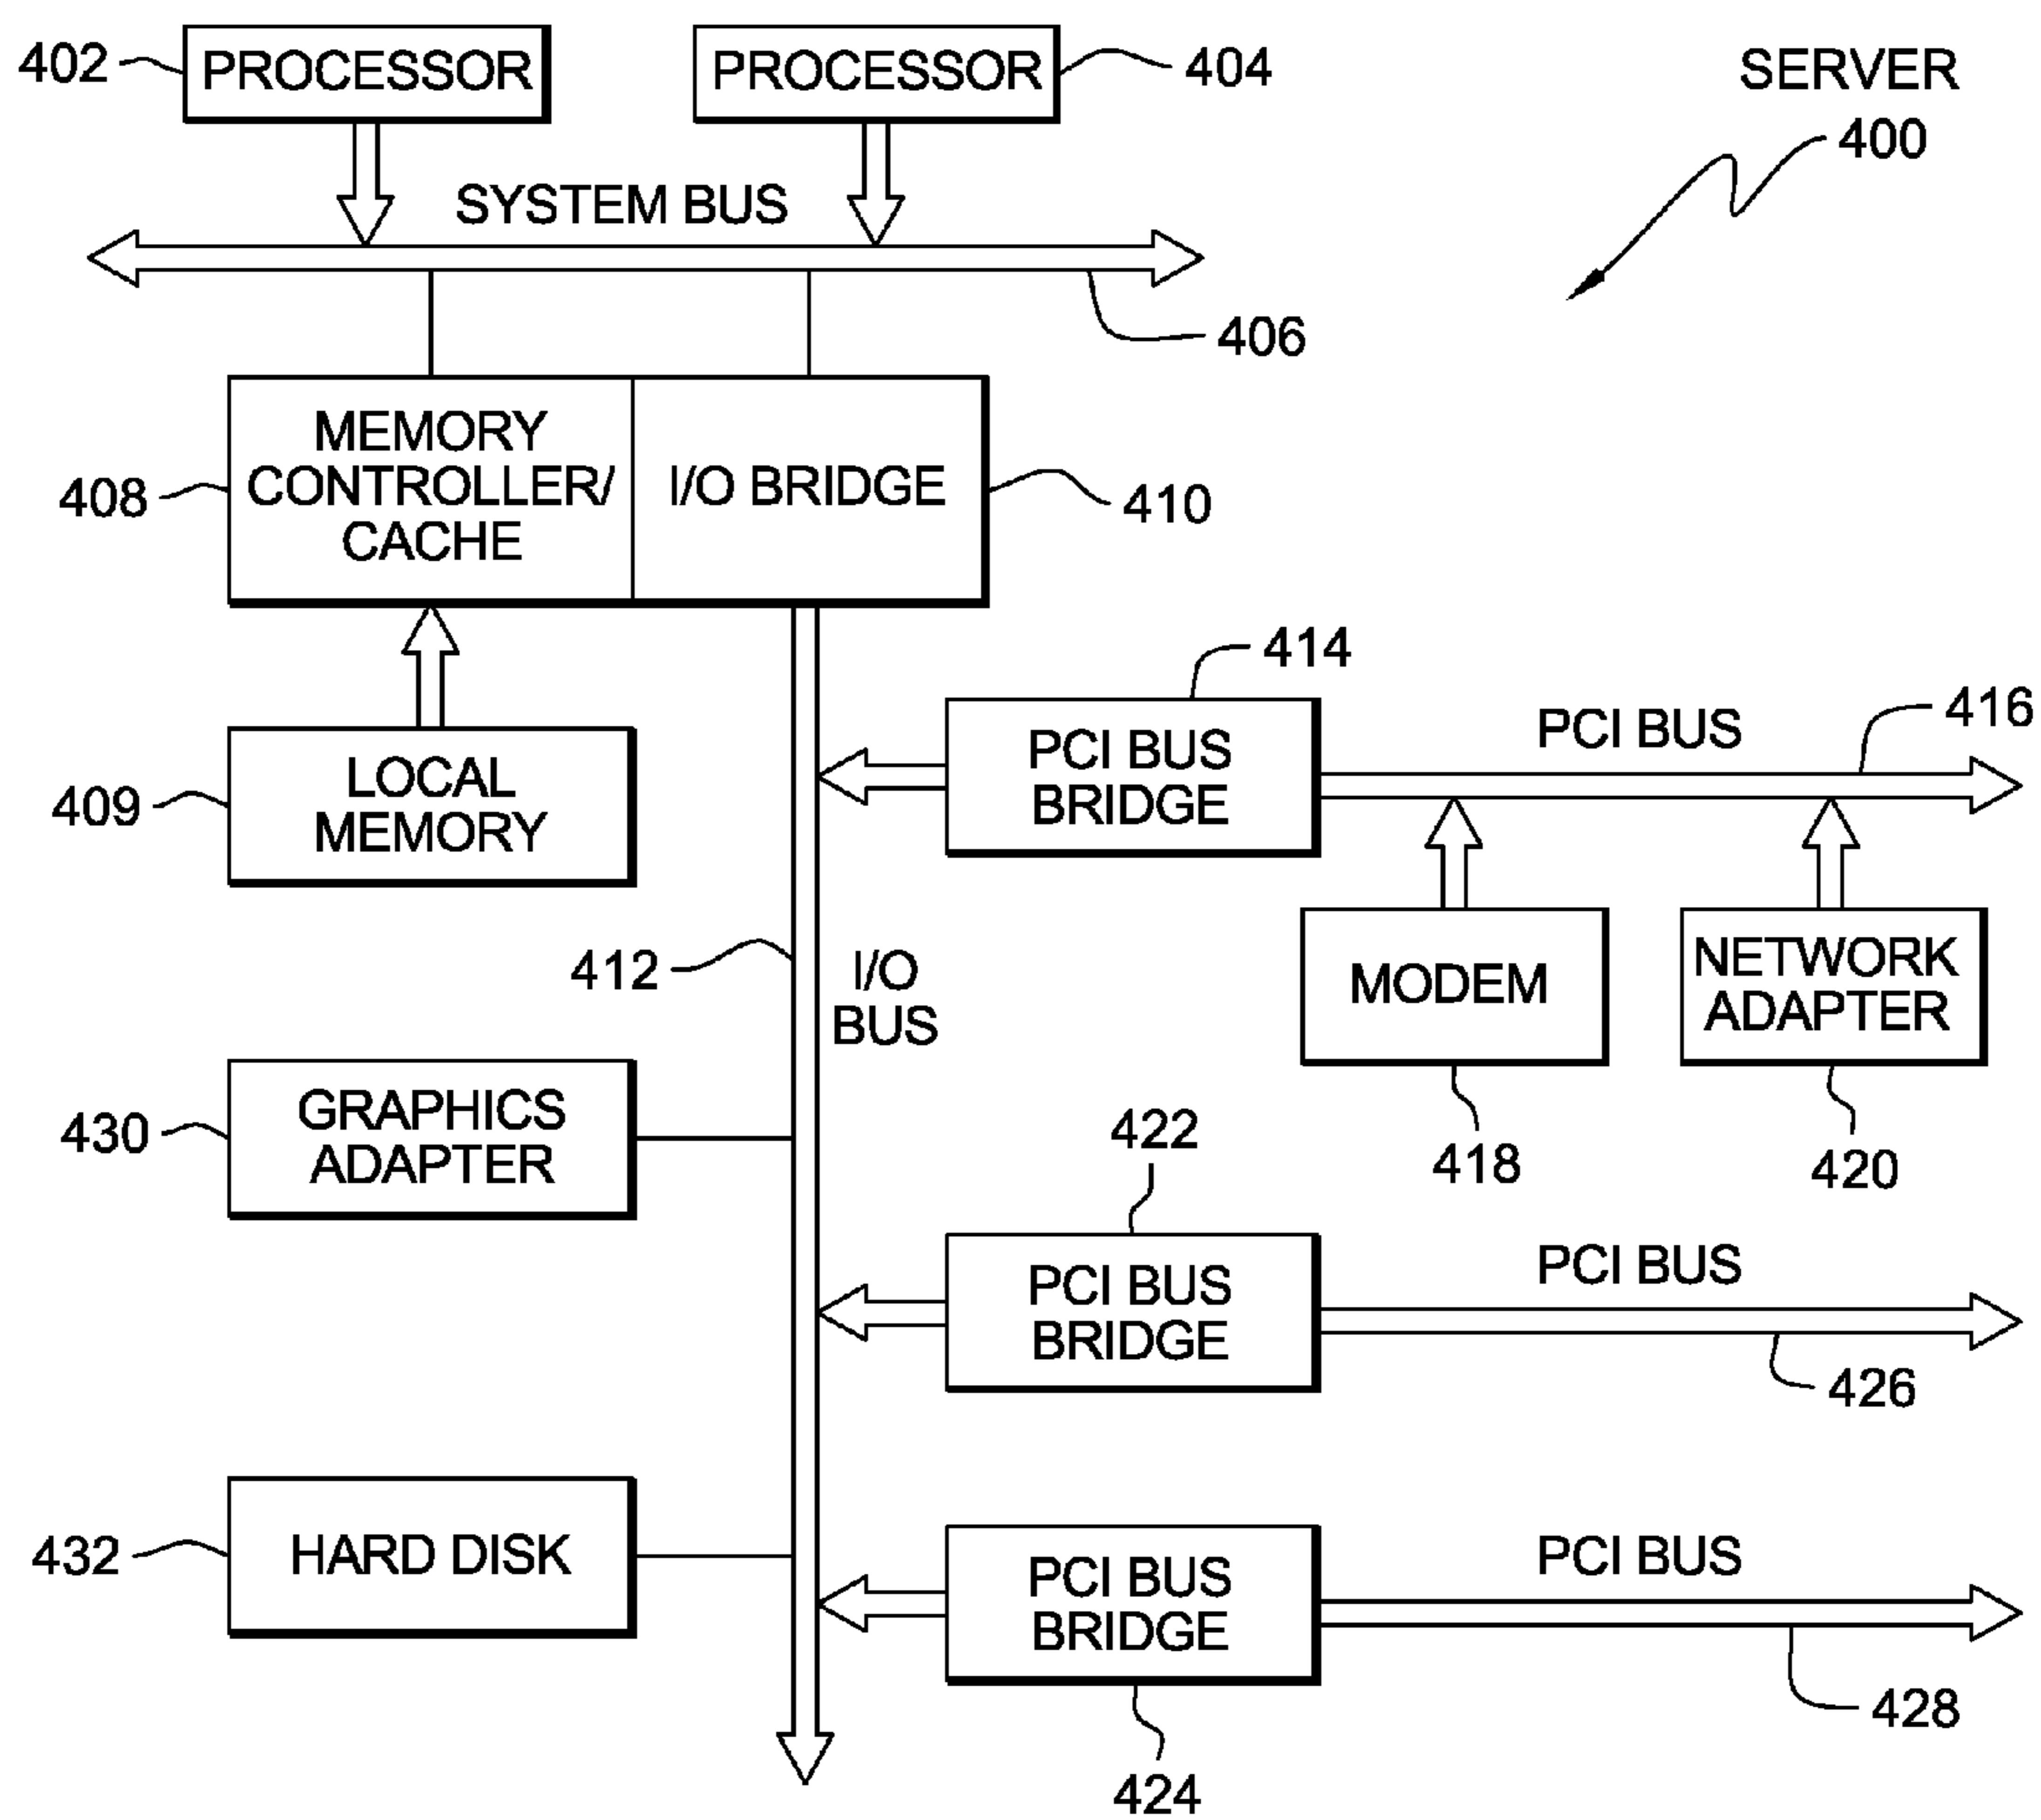 402
PROCESSOR
PROCESSOR
404
SERVER
400
SYSTEM BUS
406
MEMORY
CONTROLLER/
CACHE
408
I/O BRIDGE
410
414
PCI BUS
BRIDGE
PCI BUS
416
LOCAL
MEMORY
409
412
I/O
BUS
MODEM
418
NETWORK
ADAPTER
420
GRAPHICS
ADAPTER
430
422
PCI BUS
BRIDGE
PCI BUS
426
432
HARD DISK
PCI BUS
BRIDGE
424
PCI BUS
428